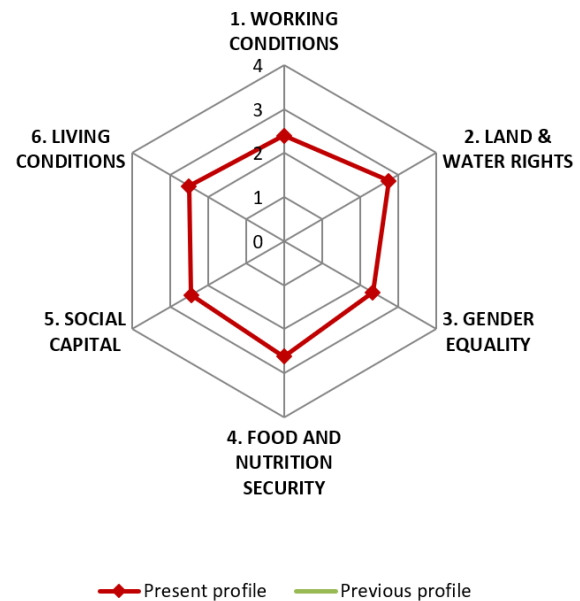 1. WORKING
CONDITIONS
4
3
2
1
0
2. LAND &
WATER RIGHTS
3. GENDER
EQUALITY
4. FOOD AND
NUTRITION
SECURITY
5. SOCIAL
CAPITAL
6. LIVING
CONDITIONS
Present profile
Previous profile